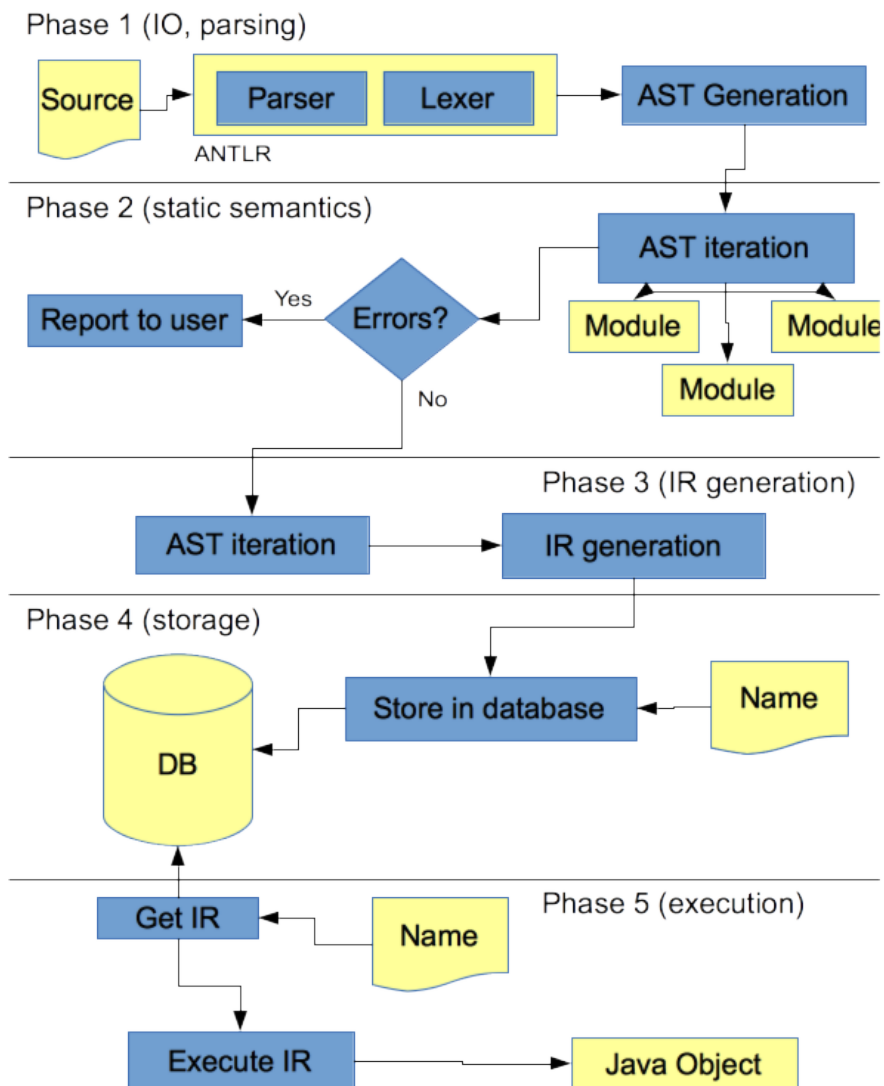 Phase 1 (IO, parsing)
Source
Parser
Lexer
AST Generation
ANTLR
Phase 2 (static semantics)
AST iteration
Report to user
Yes
Errors?
Module
Module
Module
No
Phase 3 (IR generation)
AST iteration
IR generation
Phase 4 (storage)
Name
Store in database
DB
Phase 5 (execution)
Get IR
Name
Execute IR
Java Object